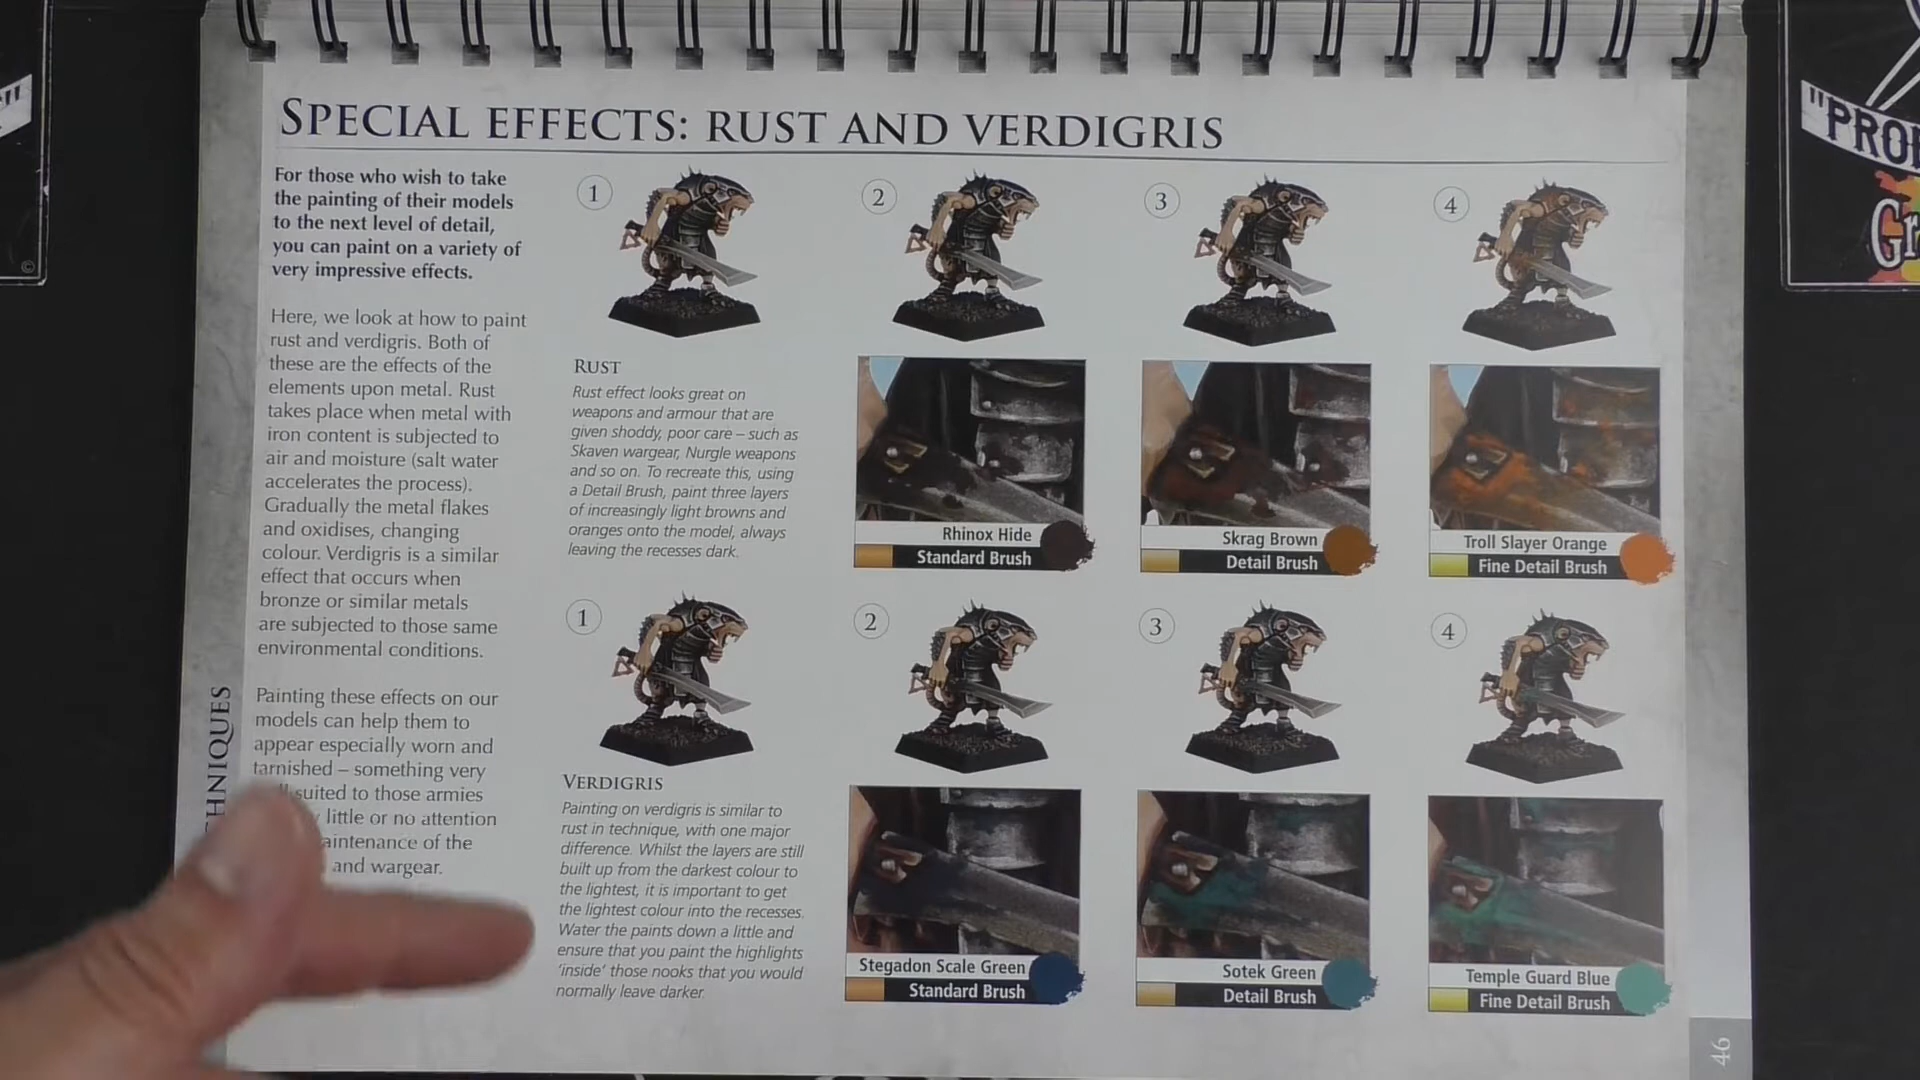 SPECIAL EFFECTS: RUST AND VERDIGRIS
For those who wish to take
the painting of their models
to the next level of detail,
you can paint on a variety of
very impressive effects.
Here, we look at how to paint
rust and verdigris. Both of
these are the effects of the
elements upon metal. Rust
takes place when metal with
iron content is subjected to
air and moisture (salt water
accelerates the process).
Gradually the metal flakes
and oxidises, changing
colour. Verdigris is a similar
effect that occurs when
bronze or similar metals
are subjected to those same
environmental conditions.
Painting these effects on our
models can help them to
appear especially worn and
tarnished – something very
suited to those armies
little or no attention
aintenance of the
and wargear.
1
2
3
4
RUST
Rust effect looks great on
weapons and armour that are
given shoddy, poor care – such as
Skaven wargear, Nurgle weapons
and so on. To recreate this, using
a Detail Brush, paint three layers
of increasingly light browns and
oranges onto the model, always
leaving the recesses dark.
Rhinox Hide
Standard Brush
Skrag Brown
Detail Brush
Troll Slayer Orange
Fine Detail Brush
1
2
3
4
VERDIGRIS
Painting on verdigris is similar to
rust in technique, with one major
difference. Whilst the layers are still
built up from the darkest colour to
the lightest, it is important to get
the lightest colour into the recesses.
Water the paints down a little and
ensure that you paint the highlights
'inside' those nooks that you would
normally leave darker.
Stegadon Scale Green
Standard Brush
Sotek Green
Detail Brush
Temple Guard Blue
Fine Detail Brush
HNIQUES
46
"PRO
Gr
©